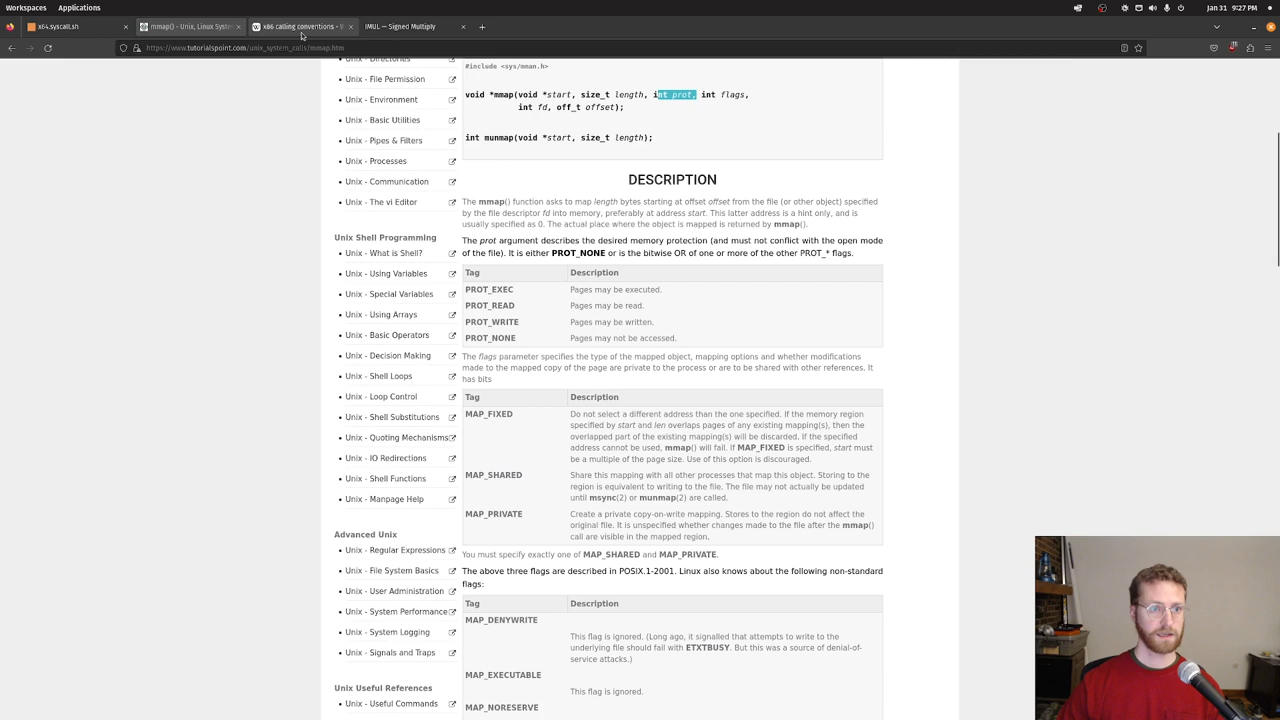 Workspaces Applications Jan 31 9:27 PM
x64.syscall.sh mmap() - Unix, Linux Syste x86 calling conventions - W IMUL — Signed Multiply
https://www.tutorialspoint.com/unix_system_calls/mmap.htm
Unix - Directories
Unix - File Permission
Unix - Environment
Unix - Basic Utilities
Unix - Pipes & Filters
Unix - Processes
Unix - Communication
Unix - The vi Editor
Unix Shell Programming
Unix - What is Shell?
Unix - Using Variables
Unix - Special Variables
Unix - Using Arrays
Unix - Basic Operators
Unix - Decision Making
Unix - Shell Loops
Unix - Loop Control
Unix - Shell Substitutions
Unix - Quoting Mechanisms
Unix - IO Redirections
Unix - Shell Functions
Unix - Manpage Help
Advanced Unix
Unix - Regular Expressions
Unix - File System Basics
Unix - User Administration
Unix - System Performance
Unix - System Logging
Unix - Signals and Traps
Unix Useful References
Unix - Useful Commands
#include <sys/mman.h>
void *mmap(void *start, size_t length, int prot, int flags,
int fd, off_t offset);
int munmap(void *start, size_t length);
DESCRIPTION
The mmap() function asks to map length bytes starting at offset offset from the file (or other object) specified
by the file descriptor fd into memory, preferably at address start. This latter address is a hint only, and is
usually specified as 0. The actual place where the object is mapped is returned by mmap().
The prot argument describes the desired memory protection (and must not conflict with the open mode
of the file). It is either PROT_NONE or is the bitwise OR of one or more of the other PROT_* flags.
Tag Description
PROT_EXEC Pages may be executed.
PROT_READ Pages may be read.
PROT_WRITE Pages may be written.
PROT_NONE Pages may not be accessed.
The flags parameter specifies the type of the mapped object, mapping options and whether modifications
made to the mapped copy of the page are private to the process or are to be shared with other references. It
has bits
Tag Description
MAP_FIXED Do not select a different address than the one specified. If the memory region
specified by start and len overlaps pages of any existing mapping(s), then the
overlapped part of the existing mapping(s) will be discarded. If the specified
address cannot be used, mmap() will fail. If MAP_FIXED is specified, start must
be a multiple of the page size. Use of this option is discouraged.
MAP_SHARED Share this mapping with all other processes that map this object. Storing to the
region is equivalent to writing to the file. The file may not actually be updated
until msync(2) or munmap(2) are called.
MAP_PRIVATE Create a private copy-on-write mapping. Stores to the region do not affect the
original file. It is unspecified whether changes made to the file after the mmap()
call are visible in the mapped region.
You must specify exactly one of MAP_SHARED and MAP_PRIVATE.
The above three flags are described in POSIX.1-2001. Linux also knows about the following non-standard
flags:
Tag Description
MAP_DENYWRITE
This flag is ignored. (Long ago, it signalled that attempts to write to the
underlying file should fail with ETXTBUSY. But this was a source of denial-of-
service attacks.)
MAP_EXECUTABLE
This flag is ignored.
MAP_NORESERVE